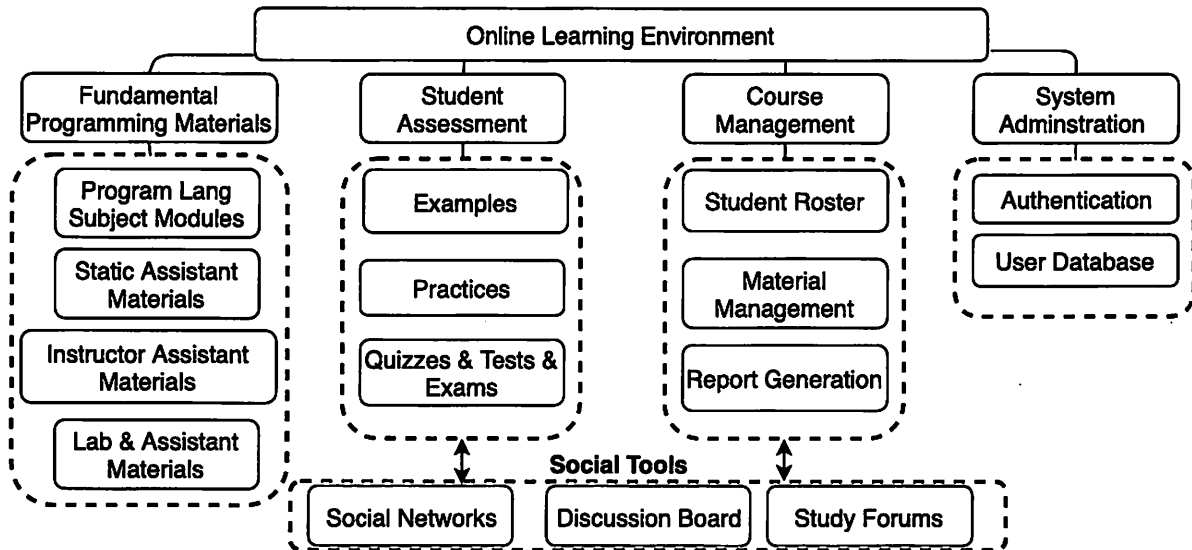 Online Learning Environment
Fundamental
Programming Materials
Student
Assessment
Course
Management
System
Adminstration
Program Lang
Subject Modules
Static Assistant
Materials
Instructor Assistant
Materials
Lab & Assistant
Materials
Examples
Practices
Quizzes & Tests &
Exams
Student Roster
Material
Management
Report Generation
Authentication
User Database
Social Tools
Social Networks
Discussion Board
Study Forums